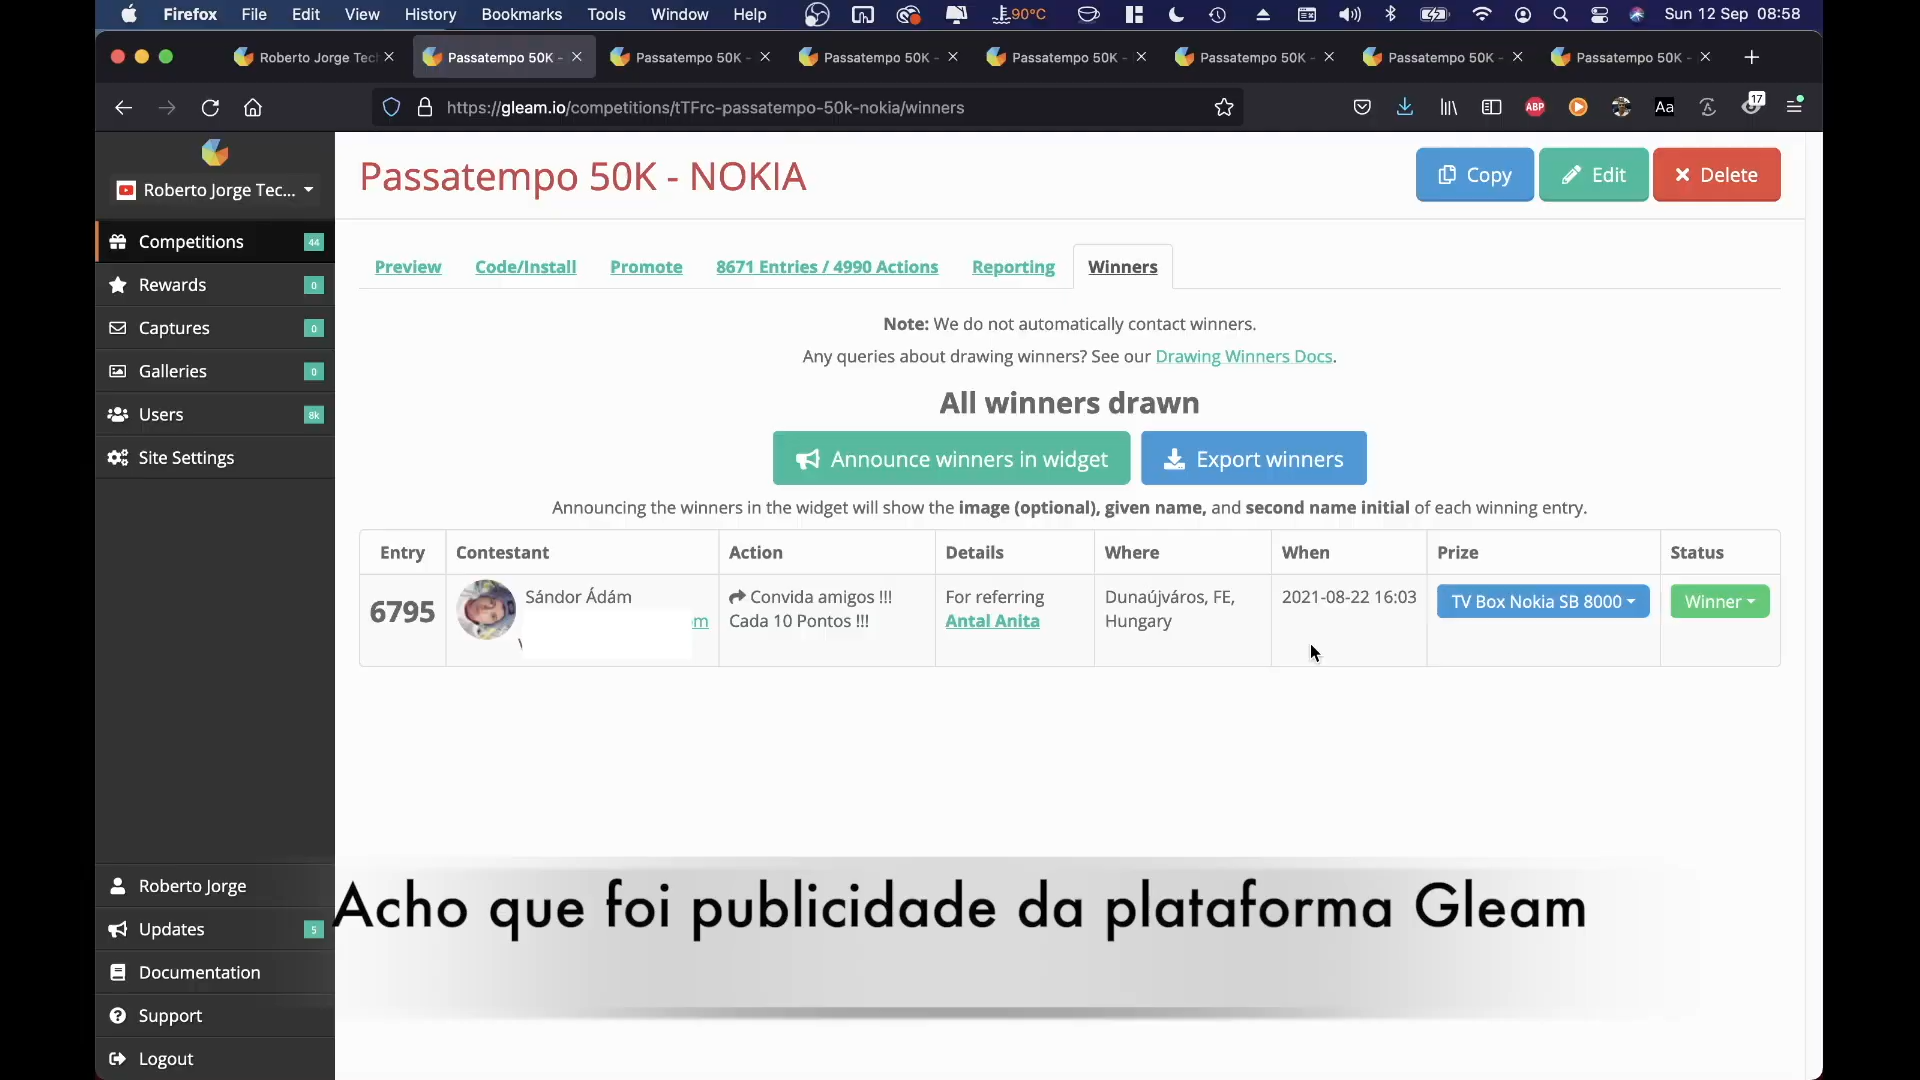 Firefox File Edit View History Bookmarks Tools Window Help 90°C Sun 12 Sep 08:58
Roberto Jorge Tec
Passatempo 50K -
Passatempo 50K -
Passatempo 50K -
Passatempo 50K -
Passatempo 50K -
Passatempo 50K -
Passatempo 50K -
https://gleam.io/competitions/tTFrc-passatempo-50k-nokia/winners
ABP
Aa
17
Roberto Jorge Tec...
Competitions 44
Rewards 0
Captures 0
Galleries 0
Users 8k
Site Settings
Roberto Jorge
Updates 5
Documentation
Support
Logout
Passatempo 50K - NOKIA
Copy
Edit
Delete
Preview Code/Install Promote 8671 Entries / 4990 Actions Reporting Winners
Note: We do not automatically contact winners.
Any queries about drawing winners? See our Drawing Winners Docs.
All winners drawn
Announce winners in widget
Export winners
Announcing the winners in the widget will show the image (optional), given name, and second name initial of each winning entry.
Entry Contestant Action Details Where When Prize Status
6795
Sándor Ádám
om
Convida amigos !!!
Cada 10 Pontos !!!
For referring
Antal Anita
Dunaújváros, FE,
Hungary
2021-08-22 16:03
TV Box Nokia SB 8000
Winner
Acho que foi publicidade da plataforma Gleam